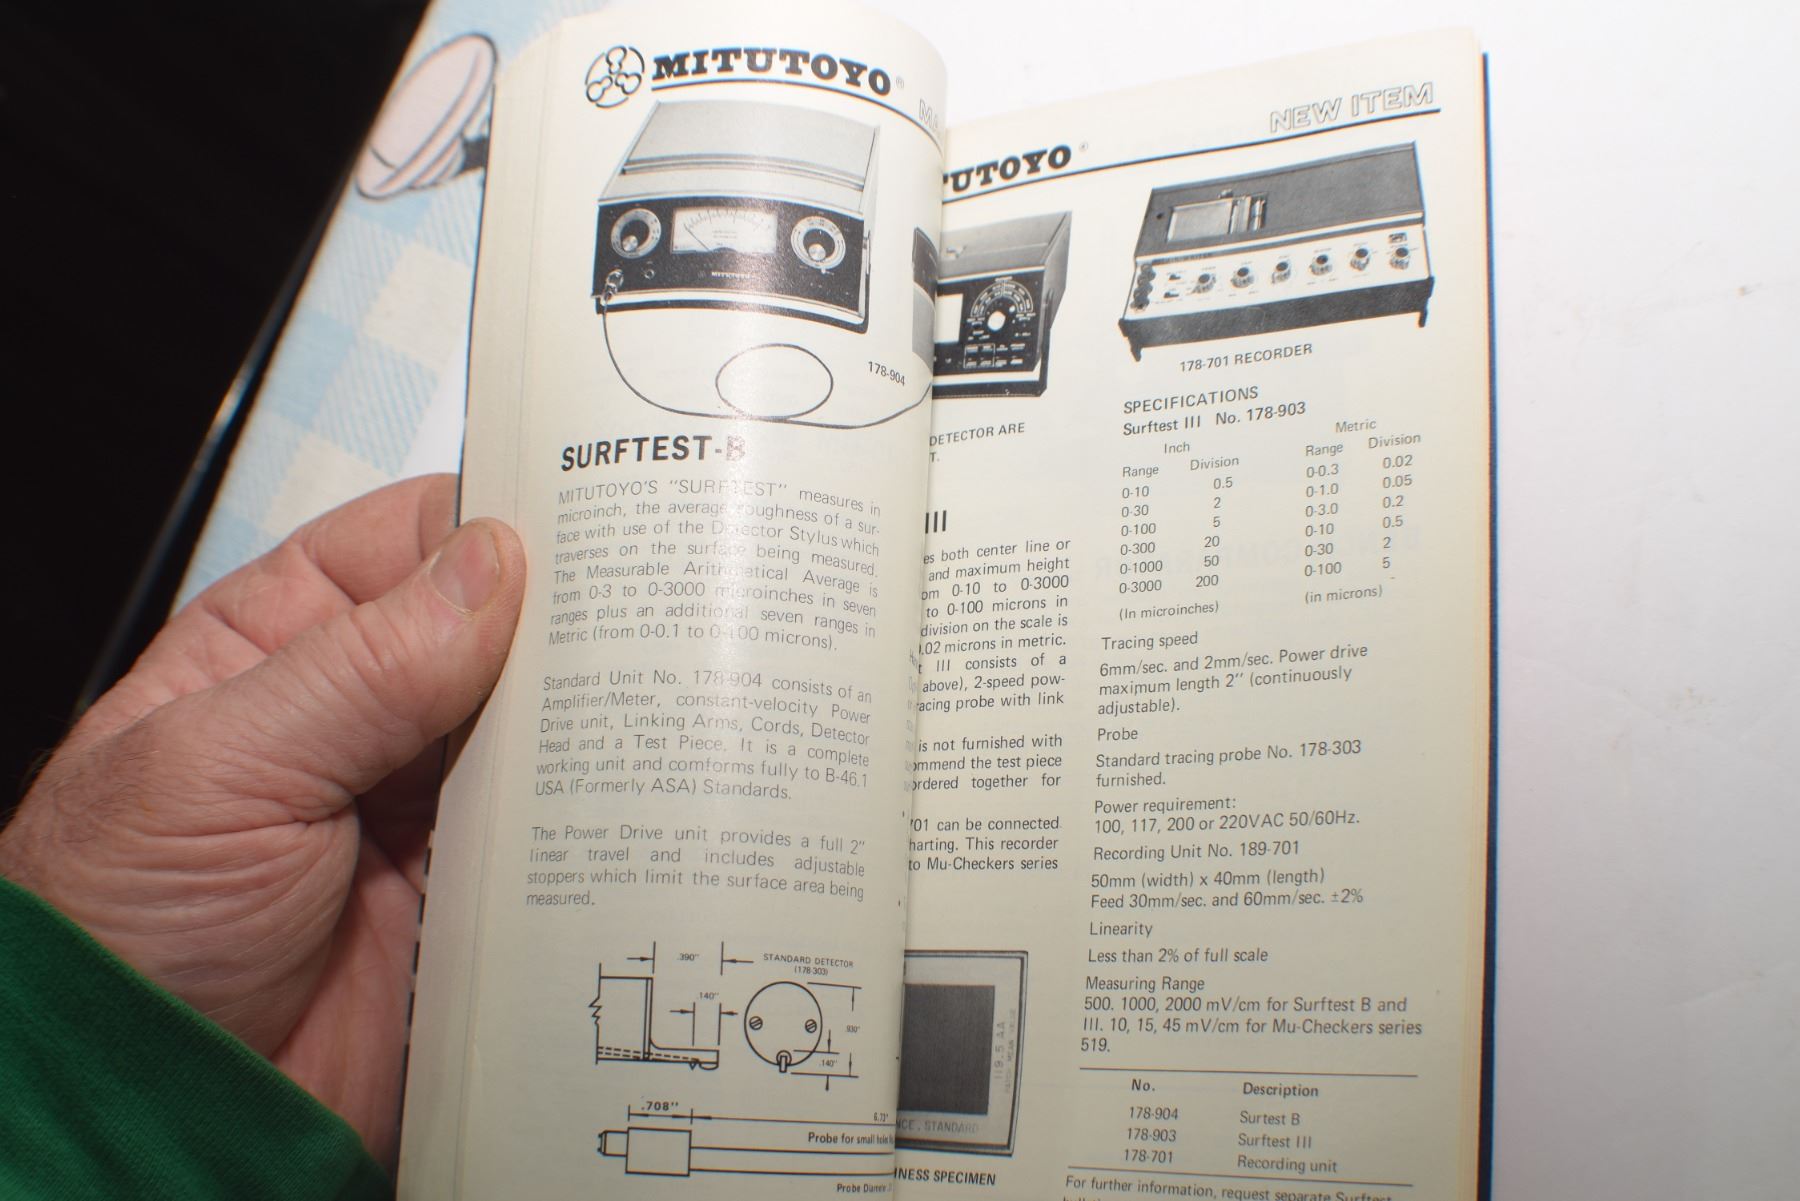 MITUTOYO®
178-904
SURFTEST-B
MITUTOYO'S "SURFTEST" measures in
microinch, the average roughness of a sur-
face with use of the Detector Stylus which
traverses on the surface being measured.
The Measurable Arithmetical Average is
from 0-3 to 0-3000 microinches in seven
ranges plus an additional seven ranges in
Metric (from 0-0.1 to 0-100 microns).
Standard Unit No. 178-904 consists of an
Amplifier/Meter, constant-velocity Power
Drive unit, Linking Arms, Cords, Detector
Head and a Test Piece. It is a complete
working unit and comforms fully to B-46.1
USA (Formerly ASA) Standards.
The Power Drive unit provides a full 2"
linear travel and includes adjustable
stoppers which limit the surface area being
measured.
.390"
STANDARD DETECTOR
(178-303)
.140"
.930"
.140"
.708"
6.73"
Probe for small holes
Probe Diameter
TUTOYO
NEW ITEM
178-701 RECORDER
DETECTOR ARE
T.
III
es both center line or
and maximum height
om 0-10 to 0-3000
to 0-100 microns in
division on the scale is
.02 microns in metric.
III consists of a
above), 2-speed pow-
racing probe with link
is not furnished with
ommend the test piece
ordered together for
701 can be connected
harting. This recorder
to Mu-Checkers series
119.5 AA
NCE. STANDARD
NESS SPECIMEN
SPECIFICATIONS
Surftest III No. 178-903
Inch Metric
Range Division Range Division
0-10 0.5 0-0.3 0.02
0-30 2 0-1.0 0.05
0-100 5 0-3.0 0.2
0-300 20 0-10 0.5
0-1000 50 0-30 2
0-3000 200 0-100 5
(In microinches) (in microns)
Tracing speed
6mm/sec. and 2mm/sec. Power drive
maximum length 2" (continuously
adjustable).
Probe
Standard tracing probe No. 178-303
furnished.
Power requirement:
100, 117, 200 or 220VAC 50/60Hz.
Recording Unit No. 189-701
50mm (width) x 40mm (length)
Feed 30mm/sec. and 60mm/sec. ±2%
Linearity
Less than 2% of full scale
Measuring Range
500. 1000, 2000 mV/cm for Surftest B and
III. 10, 15, 45 mV/cm for Mu-Checkers series
519.
No. Description
178-904 Surtest B
178-903 Surftest III
178-701 Recording unit
For further information, request separate Surftest